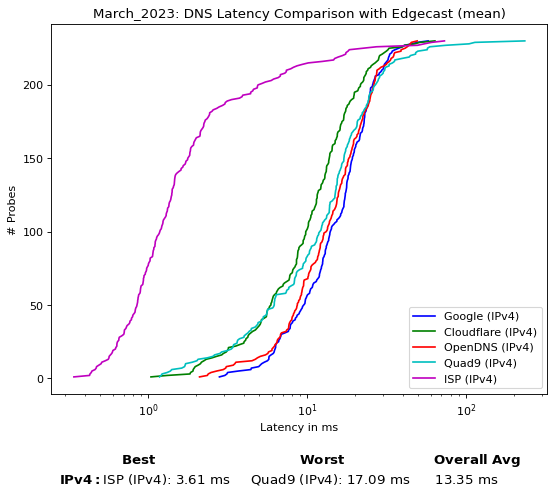 March_2023: DNS Latency Comparison with Edgecast (mean)
# Probes
200
150
100
50
0
10⁰
10¹
10²
Latency in ms
Google (IPv4)
Cloudflare (IPv4)
OpenDNS (IPv4)
Quad9 (IPv4)
ISP (IPv4)
Best Worst Overall Avg
IPv4: ISP (IPv4): 3.61 ms Quad9 (IPv4): 17.09 ms 13.35 ms